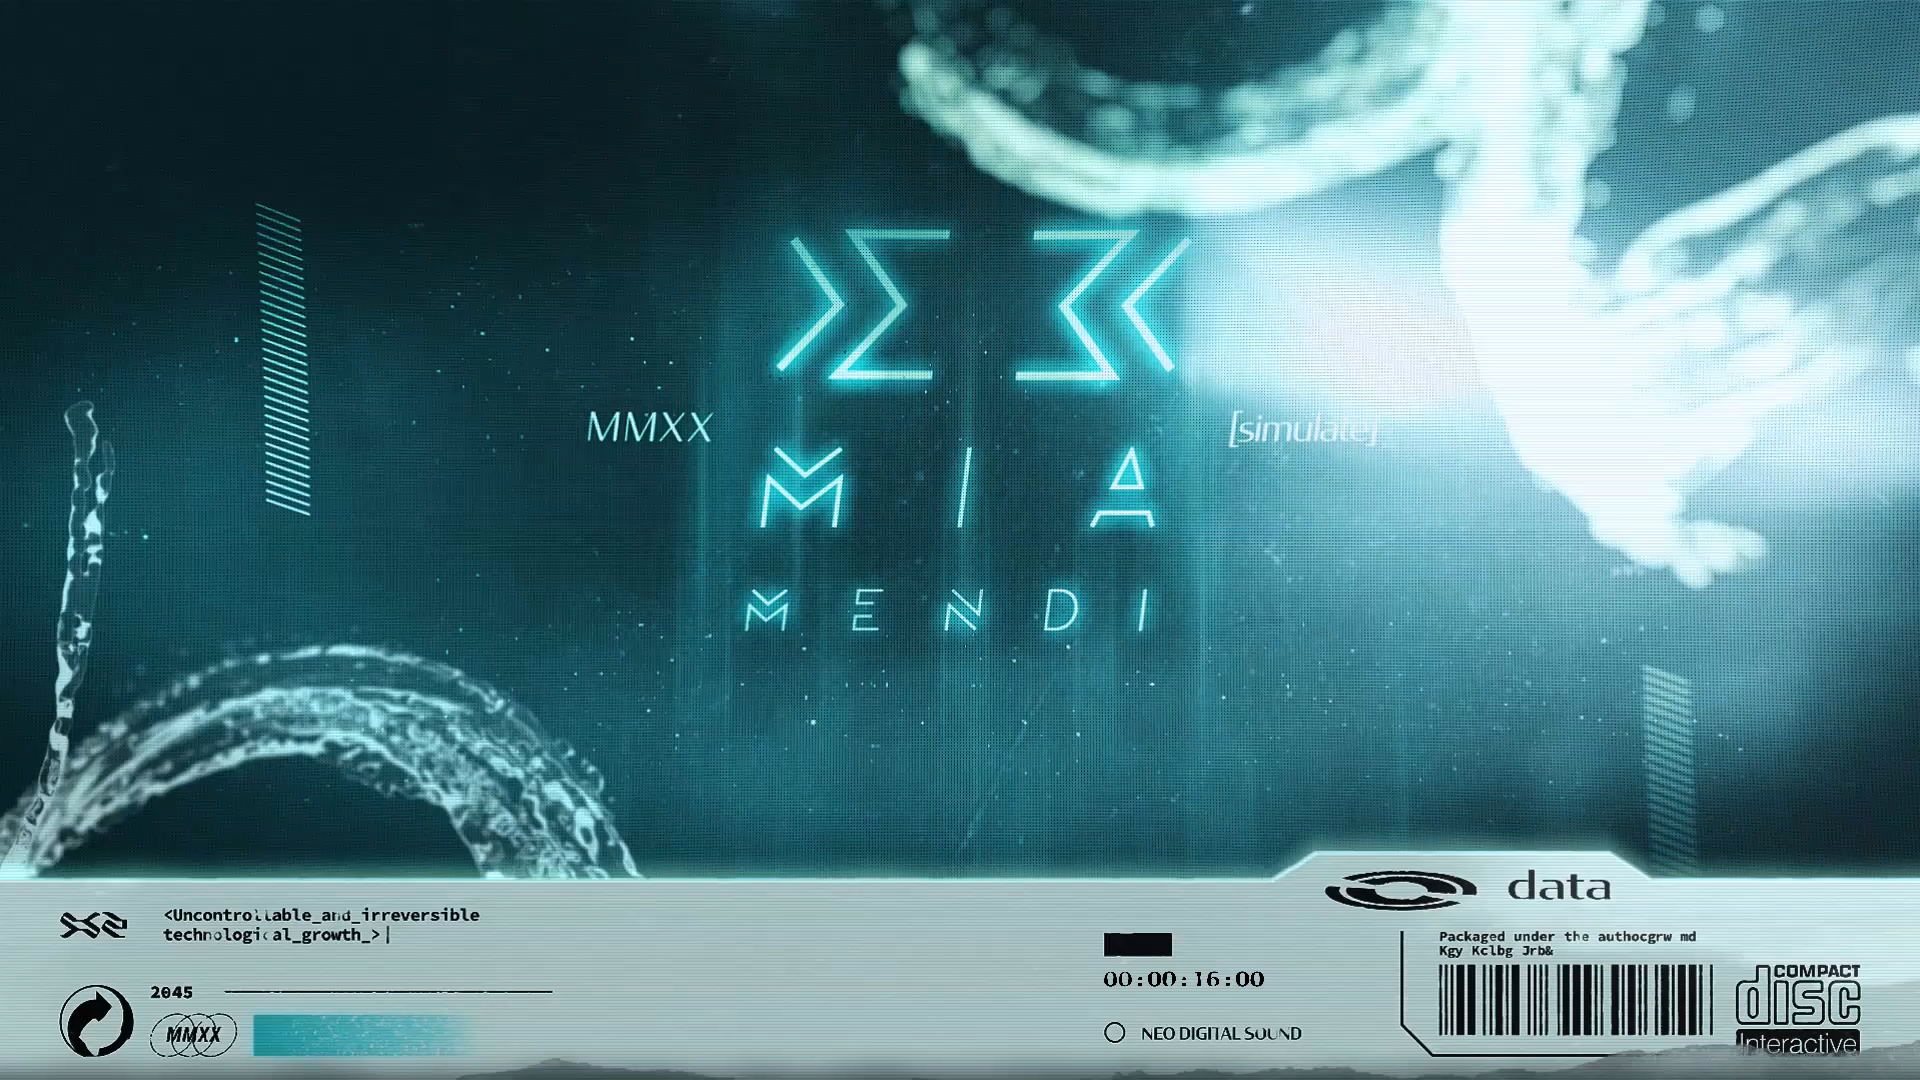 MMXX
[simulate]
MIA
MENDI
data
<Uncontrollable_and_irreversible
technological_growth_>|
Packaged under the authocgrw md
Kgy Kclbg Jrb&
00:00:16:00
2045
MMXX
NEO DIGITAL SOUND
COMPACT
disc
Interactive